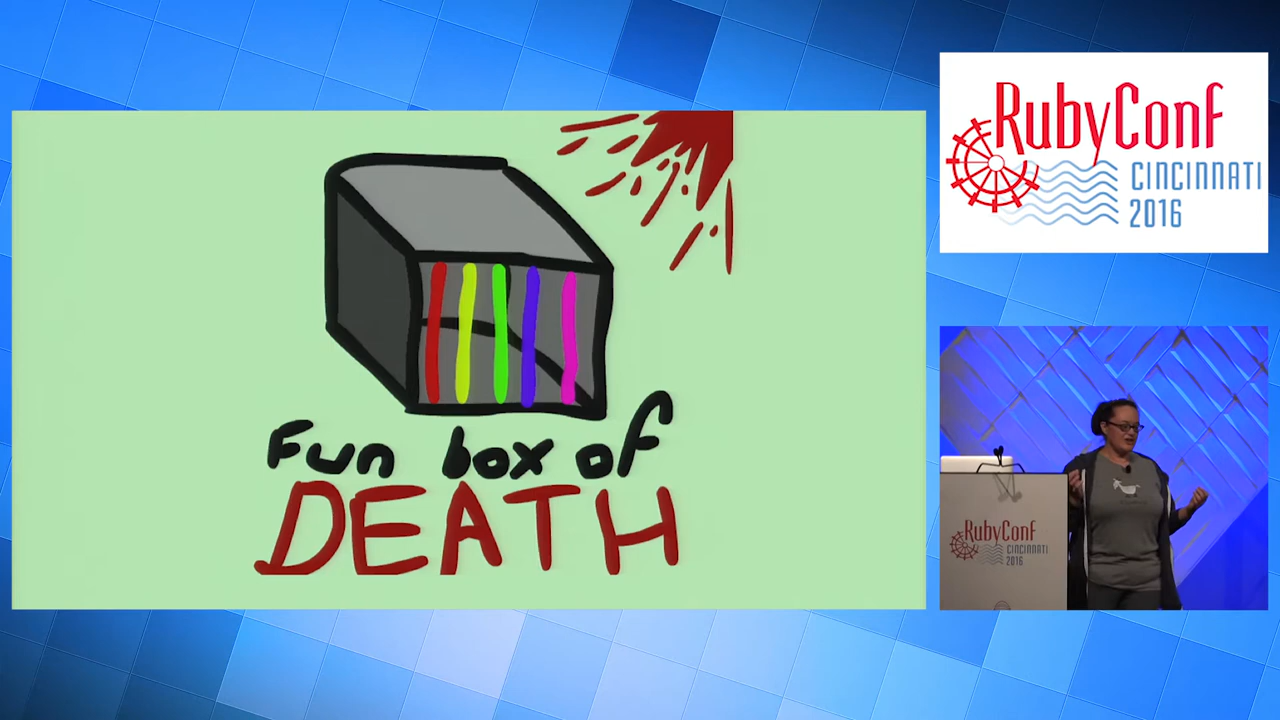 Fun box of
DEATH
RubyConf
CINCINNATI
2016
RubyConf
CINCINNATI
2016